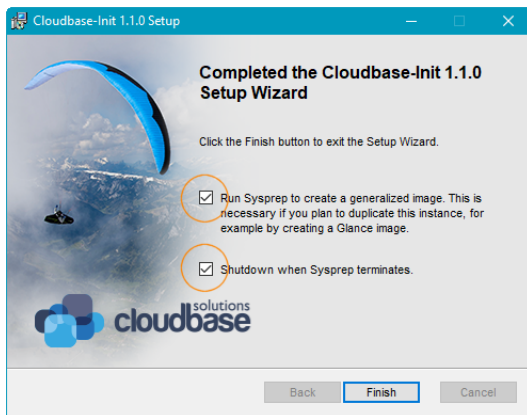 Cloudbase-Init 1.1.0 Setup
Completed the Cloudbase-Init 1.1.0
Setup Wizard
Click the Finish button to exit the Setup Wizard.
Run Sysprep to create a generalized image. This is
necessary if you plan to duplicate this instance, for
example by creating a Glance image.
Shutdown when Sysprep terminates.
solutions
cloudbase
Back
Finish
Cancel